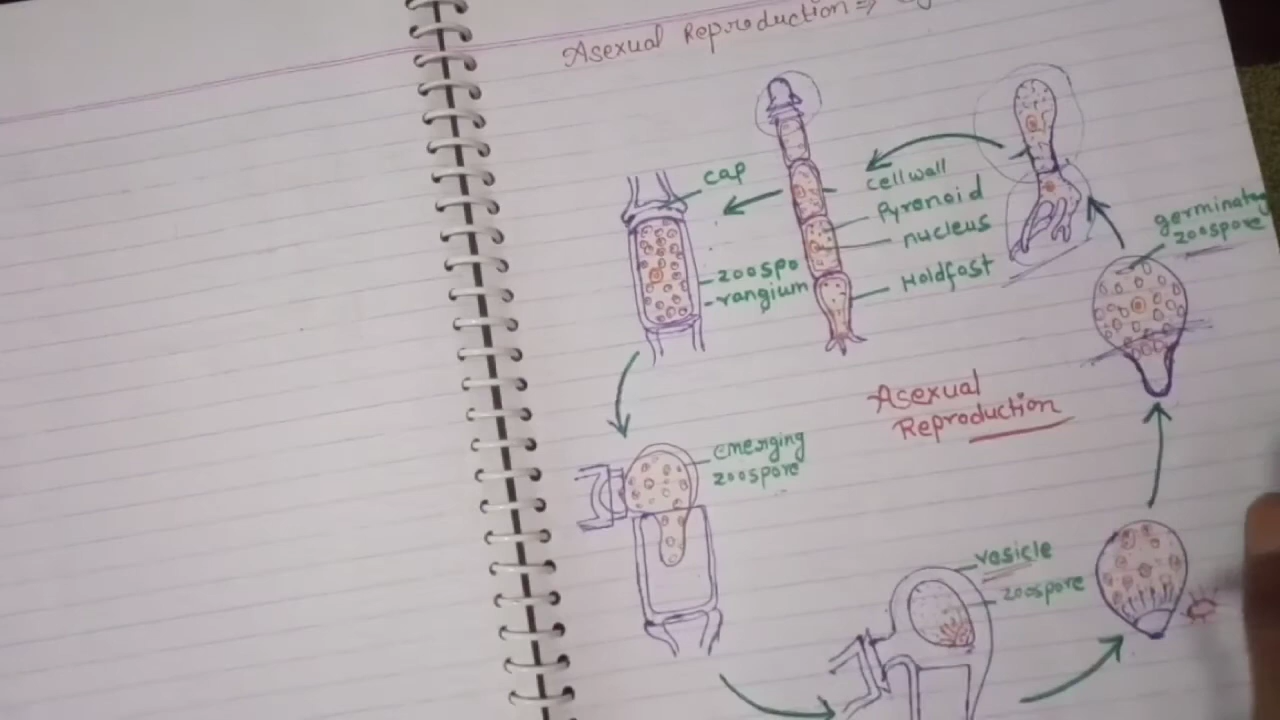 Asexual Reproduction ⇒
cap
zoospo
-rangium
cell wall
Pyrenoid
nucleus
Holdfast
germinating
zoospore
Asexual
Reproduction
emerging
zoospore
vesicle
zoospore